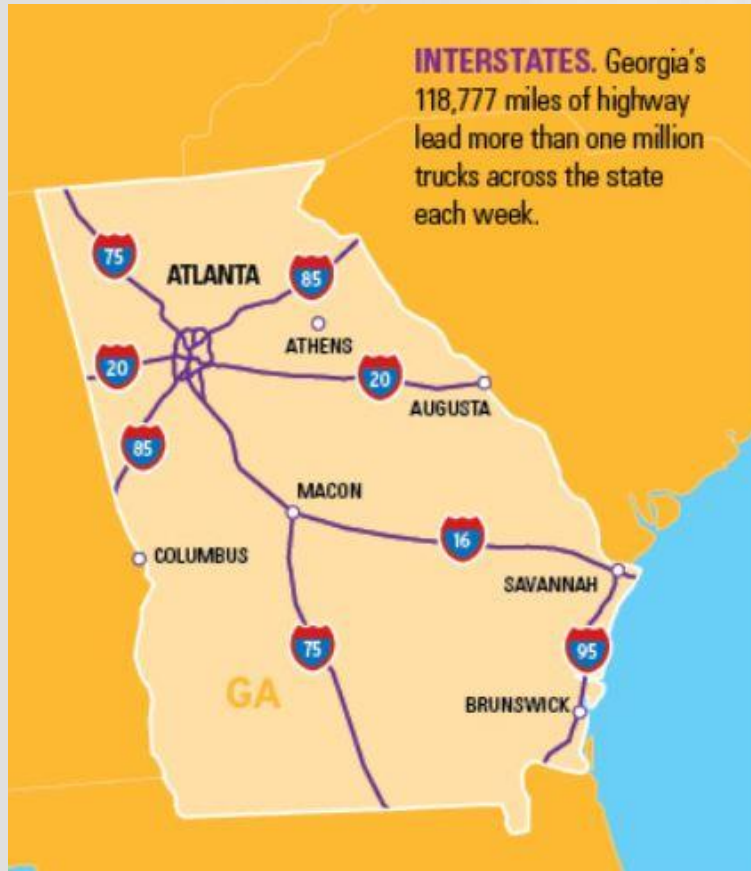 INTERSTATES. Georgia's
118,777 miles of highway
lead more than one million
trucks across the state
each week.
75
ATLANTA
85
ATHENS
20
20
AUGUSTA
85
MACON
16
COLUMBUS
SAVANNAH
75
95
GA
BRUNSWICK